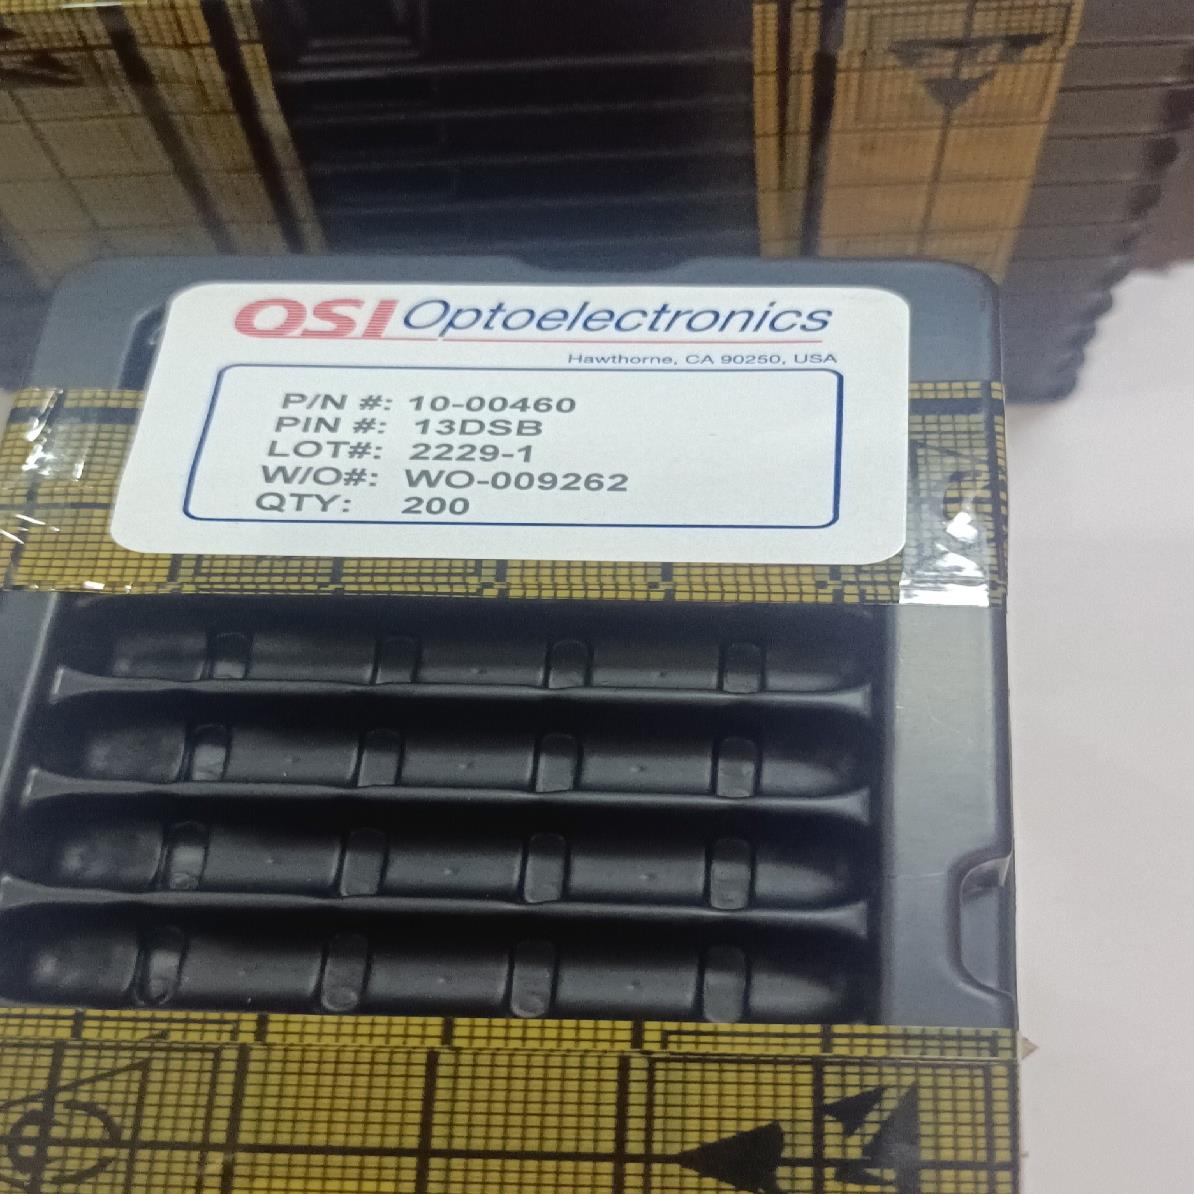 OSI Optoelectronics
Hawthorne, CA 90250, USA
P/N #: 10-00460
PIN #: 13DSB
LOT#: 2229-1
W/O#: WO-009262
QTY: 200